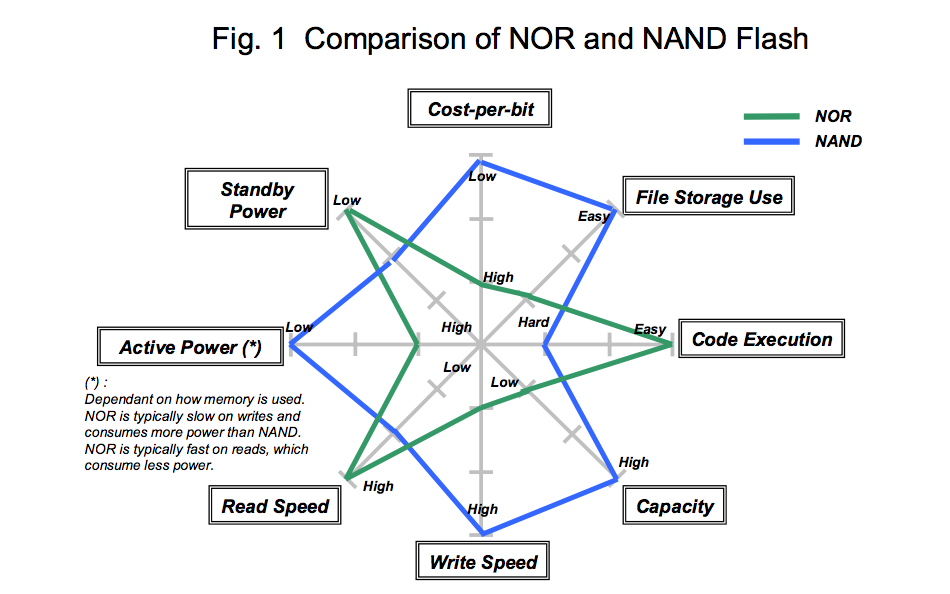 Fig. 1  Comparison of NOR and NAND Flash
Cost-per-bit
NOR
NAND
Low
Standby
Power
Low
File Storage Use
Easy
High
High
Hard
Easy
Code Execution
Low
Active Power (*)
Low
Low
(*) :
Dependant on how memory is used.
NOR is typically slow on writes and
consumes more power than NAND.
NOR is typically fast on reads, which
consume less power.
High
High
High
Read Speed
Capacity
Write Speed